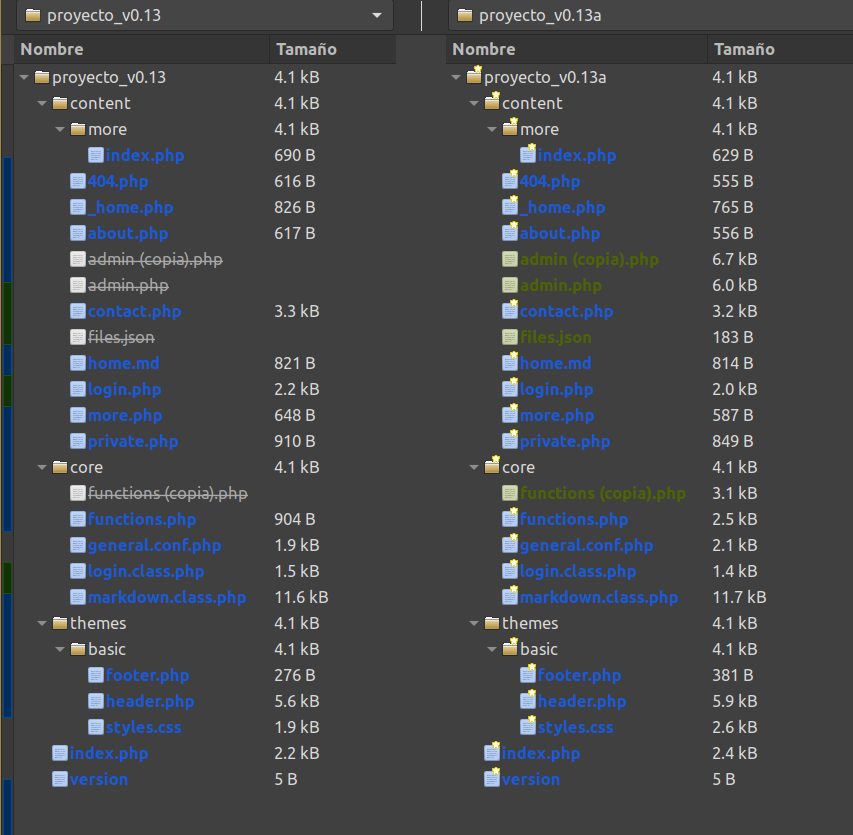 proyecto_v0.13 proyecto_v0.13a
Nombre Tamaño Nombre Tamaño
proyecto_v0.13 4.1 kB proyecto_v0.13a 4.1 kB
content 4.1 kB content 4.1 kB
more 4.1 kB more 4.1 kB
index.php 690 B index.php 629 B
404.php 616 B 404.php 555 B
_home.php 826 B _home.php 765 B
about.php 617 B about.php 556 B
admin (copia).php admin (copia).php 6.7 kB
admin.php admin.php 6.0 kB
contact.php 3.3 kB contact.php 3.2 kB
files.json files.json 183 B
home.md 821 B home.md 814 B
login.php 2.2 kB login.php 2.0 kB
more.php 648 B more.php 587 B
private.php 910 B private.php 849 B
core 4.1 kB core 4.1 kB
functions (copia).php functions (copia).php 3.1 kB
functions.php 904 B functions.php 2.5 kB
general.conf.php 1.9 kB general.conf.php 2.1 kB
login.class.php 1.5 kB login.class.php 1.4 kB
markdown.class.php 11.6 kB markdown.class.php 11.7 kB
themes 4.1 kB themes 4.1 kB
basic 4.1 kB basic 4.1 kB
footer.php 276 B footer.php 381 B
header.php 5.6 kB header.php 5.9 kB
styles.css 1.9 kB styles.css 2.6 kB
index.php 2.2 kB index.php 2.4 kB
version 5 B version 5 B